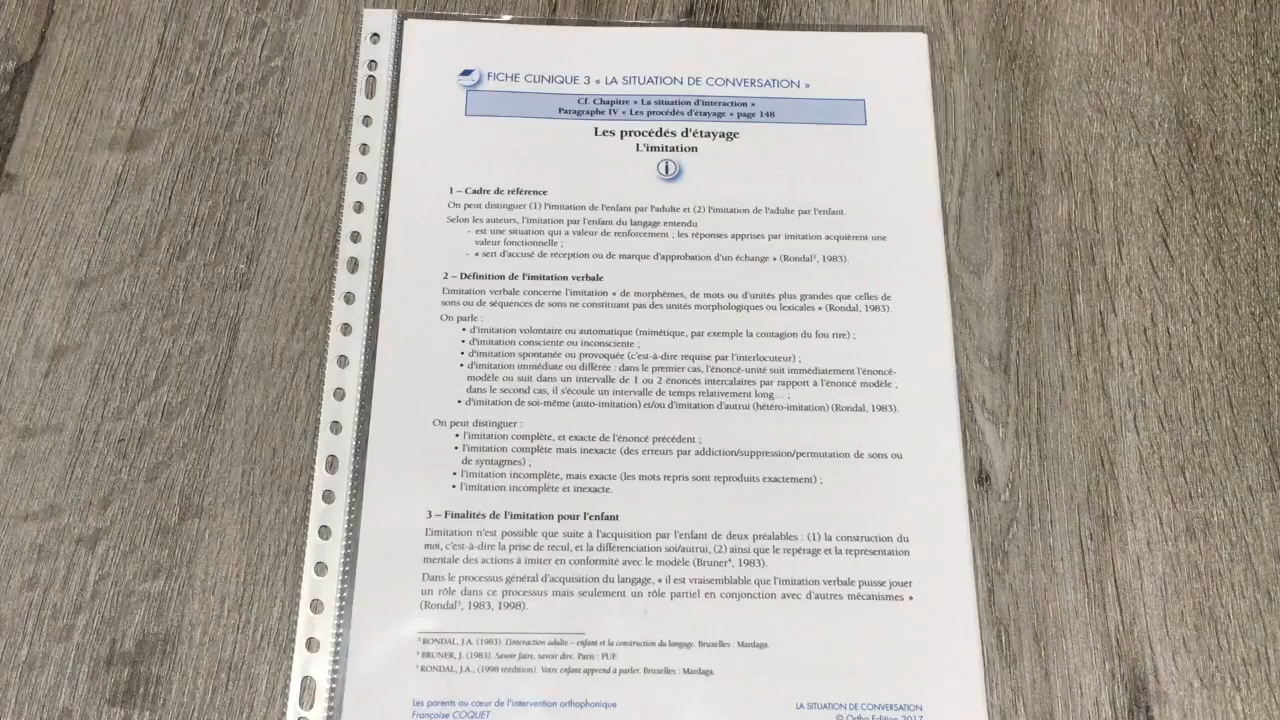 FICHE CLINIQUE 3 « LA SITUATION DE CONVERSATION »
Cf. Chapitre « La situation d'interaction »
Paragraphe IV « Les procédés d'étayage » page 148
Les procédés d'étayage
L'imitation
1 – Cadre de référence
On peut distinguer (1) l'imitation de l'enfant par l'adulte et (2) l'imitation de l'adulte par l'enfant.
Selon les auteurs, l'imitation par l'enfant du langage entendu
- est une situation qui a valeur de renforcement ; les réponses apprises par imitation acquièrent une
valeur fonctionnelle ;
- « sert d'accusé de réception ou de marque d'approbation d'un échange » (Rondal³, 1983).
2 – Définition de l'imitation verbale
L'imitation verbale concerne l'imitation « de morphèmes, de mots ou d'unités plus grandes que celles de
sons ou de séquences de sons ne constituant pas des unités morphologiques ou lexicales » (Rondal, 1983).
On parle :
• d'imitation volontaire ou automatique (mimétique, par exemple la contagion du fou rire) ;
• d'imitation consciente ou inconsciente ;
• d'imitation spontanée ou provoquée (c'est-à-dire requise par l'interlocuteur) ;
• d'imitation immédiate ou différée : dans le premier cas, l'énoncé-unité suit immédiatement l'énoncé-
modèle ou suit dans un intervalle de 1 ou 2 énoncés intercalaires par rapport à l'énoncé modèle ;
dans le second cas, il s'écoule un intervalle de temps relativement long… ;
• d'imitation de soi-même (auto-imitation) et/ou d'imitation d'autrui (hétéro-imitation) (Rondal, 1983).
On peut distinguer :
• l'imitation complète, et exacte de l'énoncé précédent ;
• l'imitation complète mais inexacte (des erreurs par addiction/suppression/permutation de sons ou
de syntagmes) ;
• l'imitation incomplète, mais exacte (les mots repris sont reproduits exactement) ;
• l'imitation incomplète et inexacte.
3 – Finalités de l'imitation pour l'enfant
L'imitation n'est possible que suite à l'acquisition par l'enfant de deux préalables : (1) la construction du
moi, c'est-à-dire la prise de recul, et la différenciation soi/autrui, (2) ainsi que le repérage et la représentation
mentale des actions à imiter en conformité avec le modèle (Bruner⁴, 1983).
Dans le processus général d'acquisition du langage, « il est vraisemblable que l'imitation verbale puisse jouer
un rôle dans ce processus mais seulement un rôle partiel en conjonction avec d'autres mécanismes »
(Rondal⁵, 1983, 1998).
³ RONDAL, J.A. (1983). L'interaction adulte – enfant et la construction du langage. Bruxelles : Mardaga.
⁴ BRUNER, J. (1983). Savoir faire, savoir dire. Paris : PUF.
⁵ RONDAL, J.A., (1998 réédition). Votre enfant apprend à parler. Bruxelles : Mardaga.
Les parents au cœur de l'intervention orthophonique
Françoise COQUET
LA SITUATION DE CONVERSATION
© Ortho Edition 2017